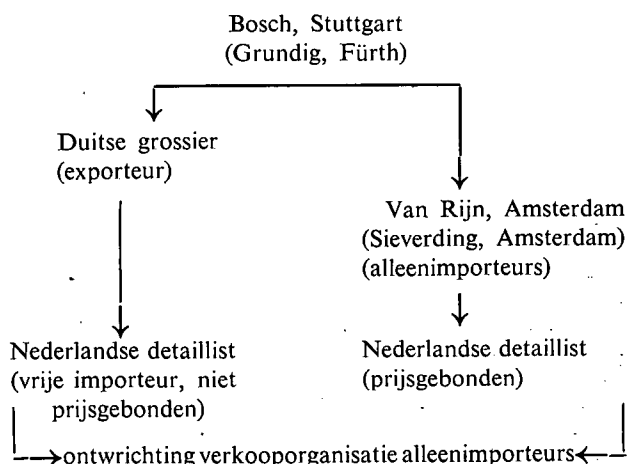 Bosch, Stuttgart
(Grundig, Fürth)
Duitse grossier
(exporteur)
Van Rijn, Amsterdam
(Sieverding, Amsterdam)
(alleenimporteurs)
Nederlandse detaillist
(vrije importeur, niet
prijsgebonden)
Nederlandse detaillist
(prijsgebonden)
ontwrichting verkooporganisatie alleenimporteurs